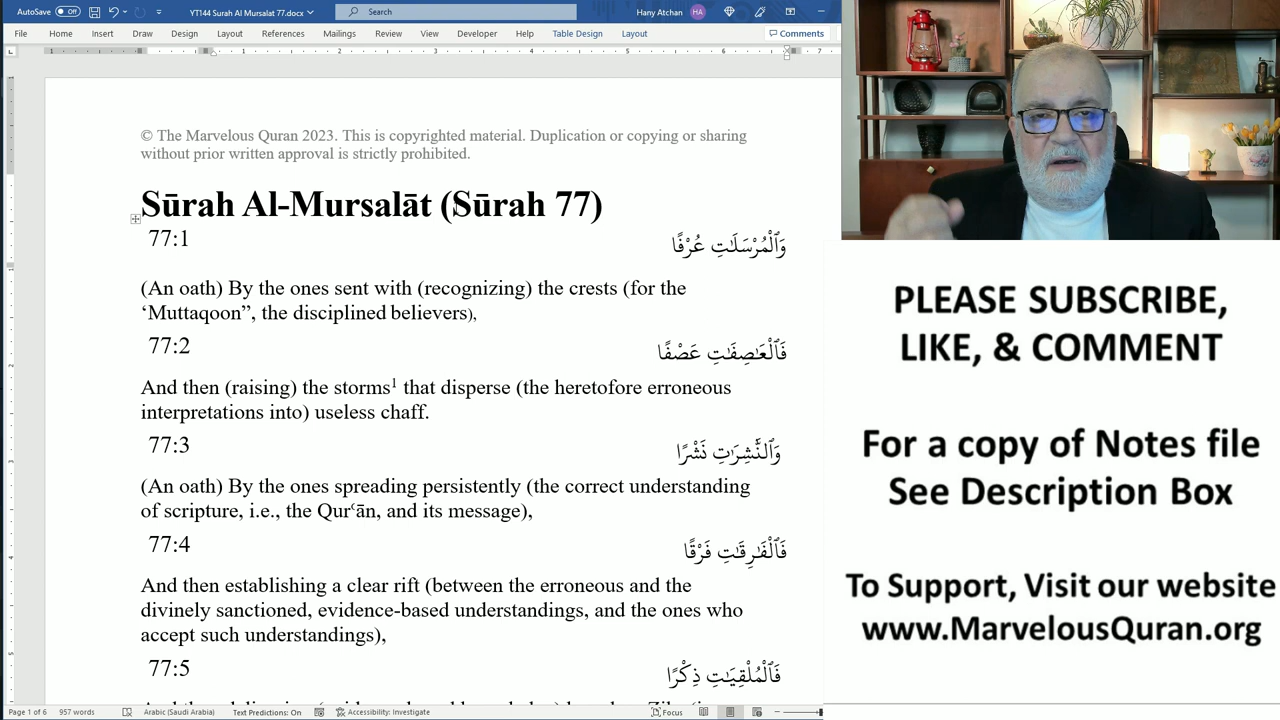 AutoSave Off YT144 Surah Al Mursalat 77.docx Search Hany Atchan HA
File Home Insert Draw Design Layout References Mailings Review View Developer Help Table Design Layout Comments
© The Marvelous Quran 2023. This is copyrighted material. Duplication or copying or sharing
without prior written approval is strictly prohibited.
Sūrah Al-Mursalāt (Sūrah 77)
77:1 وَٱلْمُرْسَلَـٰتِ عُرْفًا
(An oath) By the ones sent with (recognizing) the crests (for the
‘Muttaqoon”, the disciplined believers),
77:2 فَٱلْعَـٰصِفَـٰتِ عَصْفًا
And then (raising) the storms¹ that disperse (the heretofore erroneous
interpretations into) useless chaff.
77:3 وَٱلنَّـٰشِرَٰتِ نَشْرًا
(An oath) By the ones spreading persistently (the correct understanding
of scripture, i.e., the Qurʿān, and its message),
77:4 فَٱلْفَـٰرِقَـٰتِ فَرْقًا
And then establishing a clear rift (between the erroneous and the
divinely sanctioned, evidence-based understandings, and the ones who
accept such understandings),
77:5 فَٱلْمُلْقِيَـٰتِ ذِكْرًا
Page 1 of 6 957 words Arabic (Saudi Arabia) Text Predictions: On Accessibility: Investigate Focus
PLEASE SUBSCRIBE,
LIKE, & COMMENT
For a copy of Notes file
See Description Box
To Support, Visit our website
www.MarvelousQuran.org